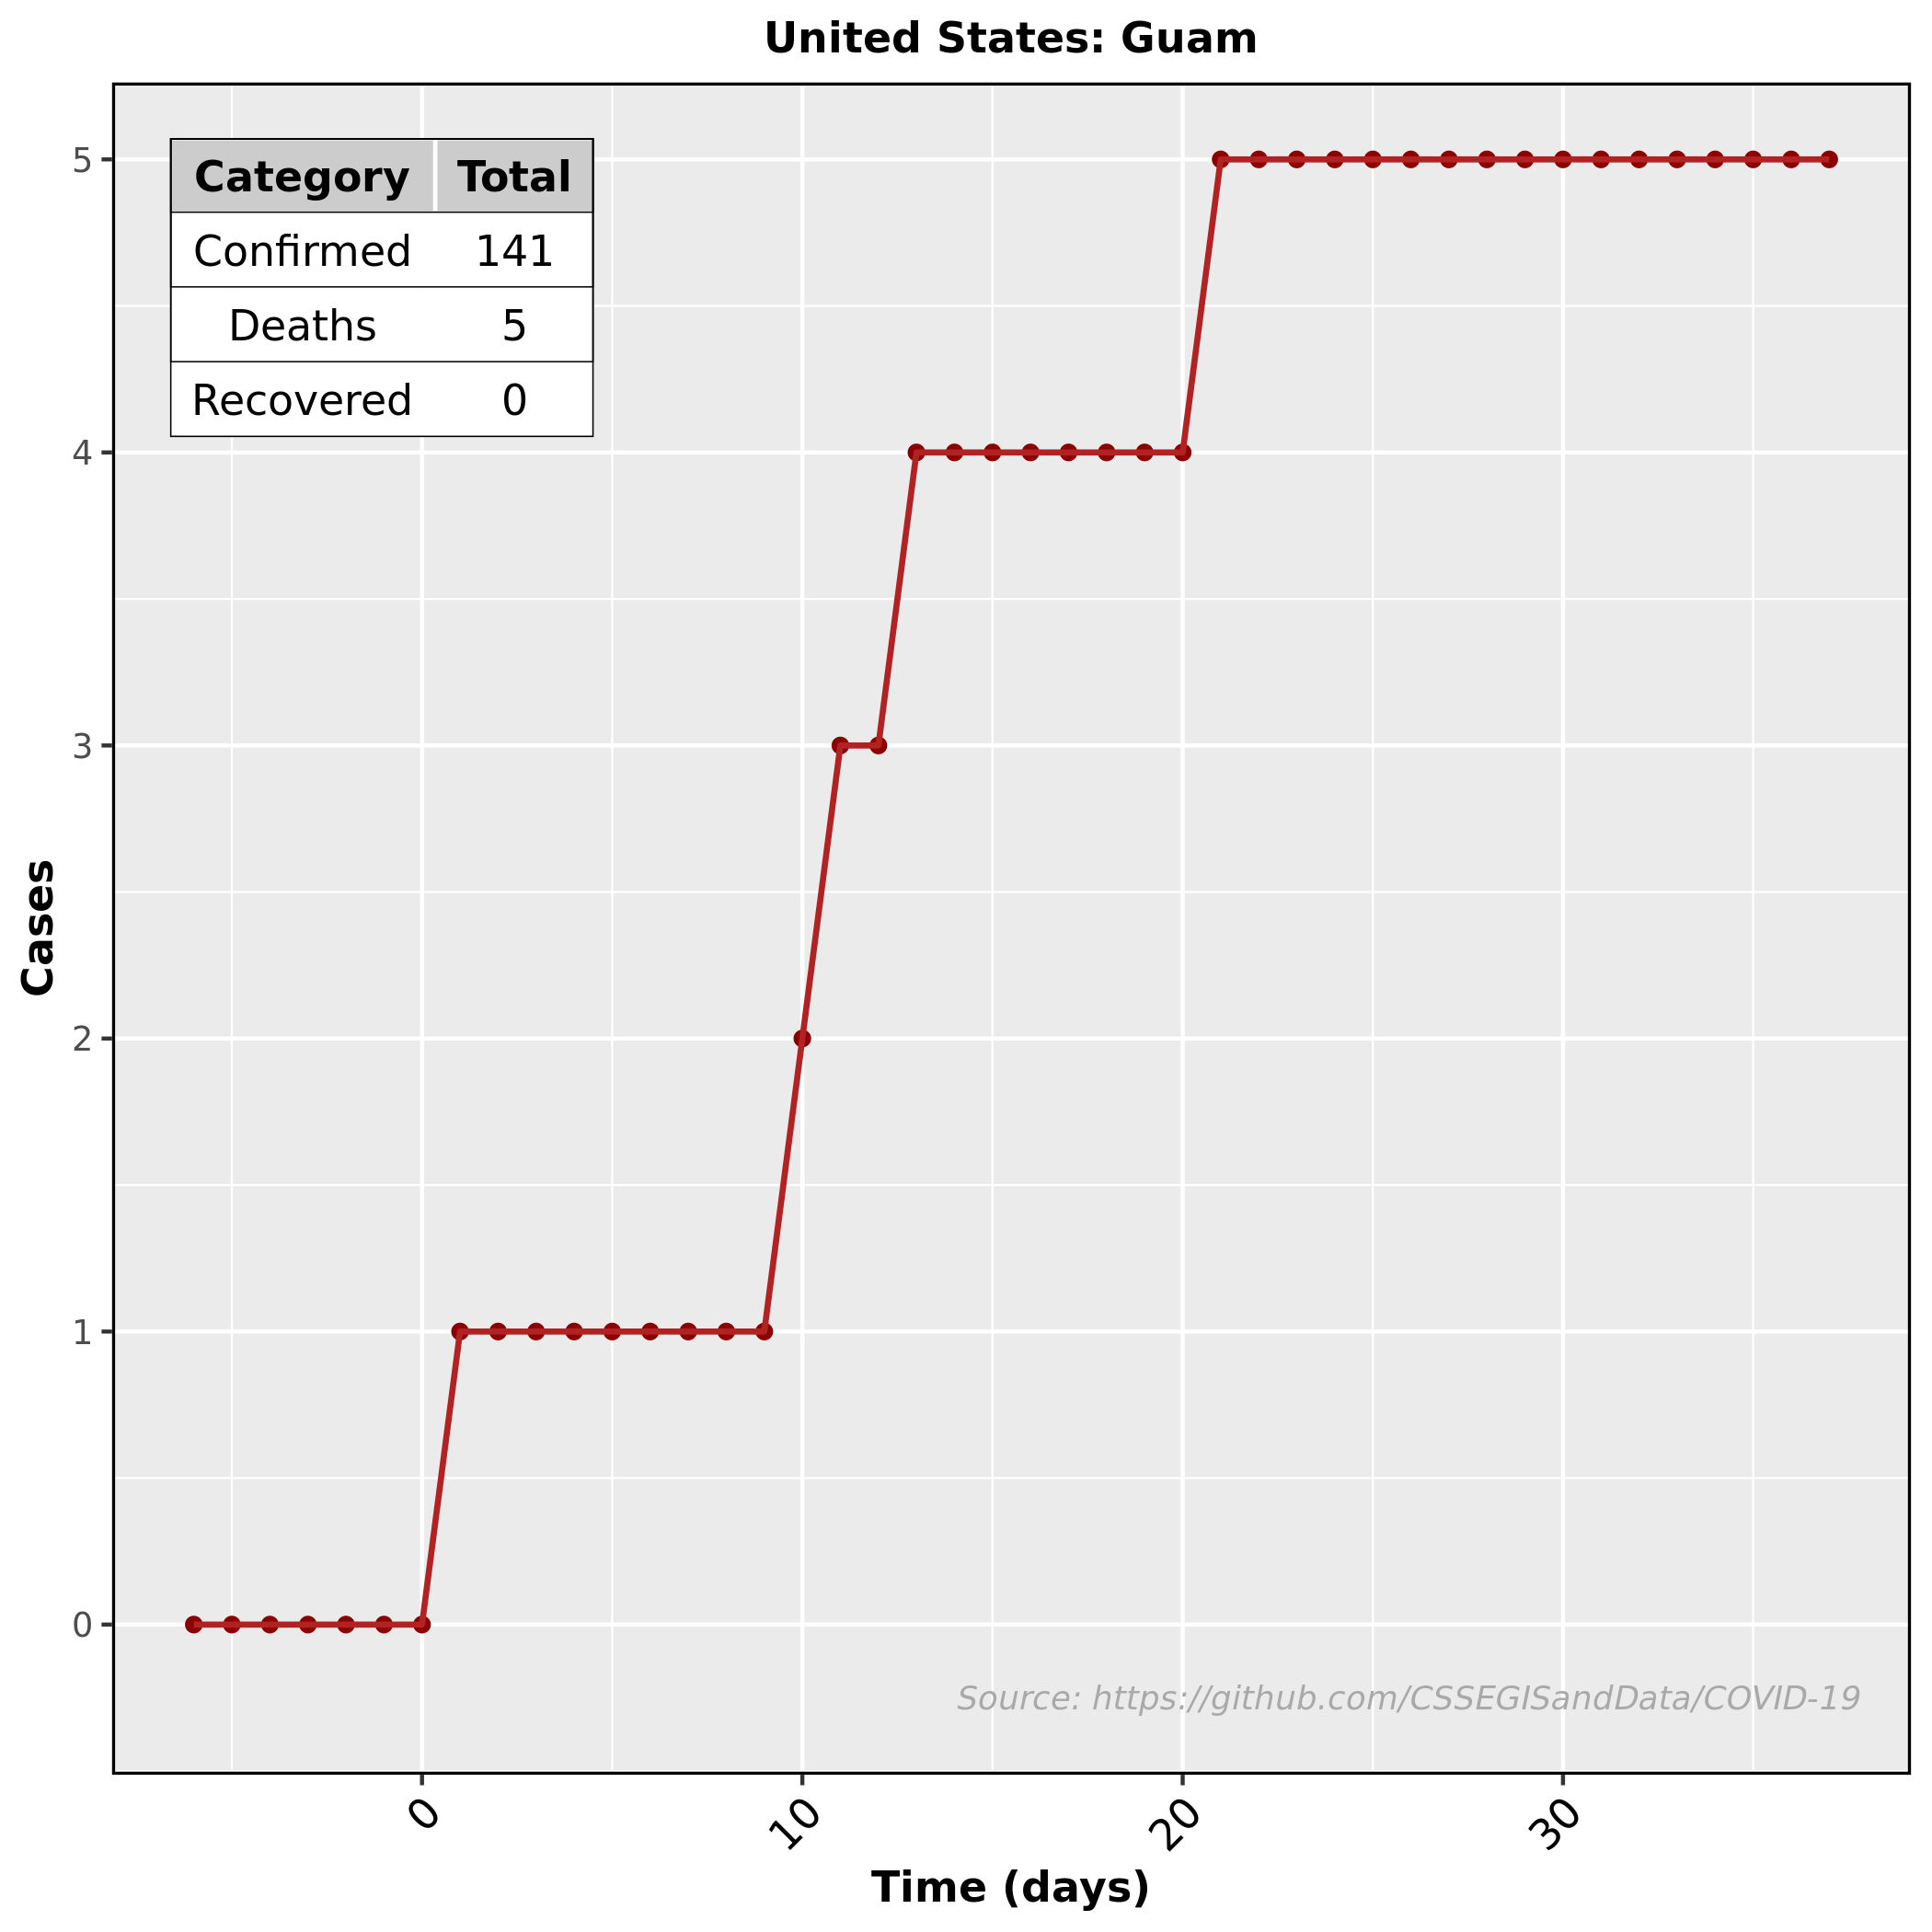 United States: Guam
Category Total
Confirmed 141
Deaths 5
Recovered 0
5
4
3
2
1
0
Cases
Source: https://github.com/CSSEGISandData/COVID-19
0 10 20 30
Time (days)